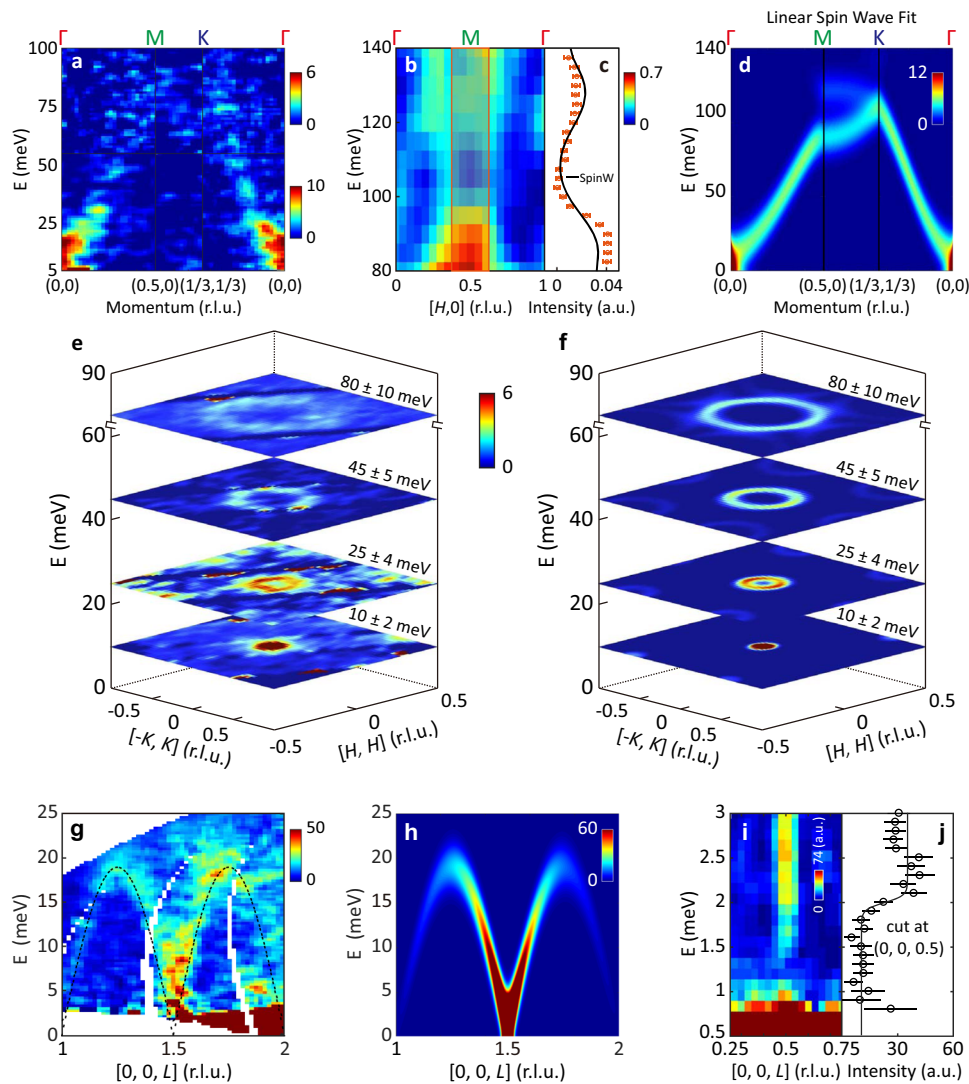 Linear Spin Wave Fit
Γ M K Γ
Γ M Γ
Γ M K Γ
a
E (meV)
100
75
50
25
5
6
0
10
0
(0,0) (0.5,0) (1/3,1/3) (0,0)
Momentum (r.l.u.)
b
E (meV)
140
120
100
80
0 0.5 1
[H,0] (r.l.u.)
c
0.7
0
SpinW
0 0.04
Intensity (a.u.)
d
E (meV)
140
100
50
0
12
0
(0,0) (0.5,0) (1/3,1/3) (0,0)
Momentum (r.l.u.)
e
E (meV)
90
60
40
20
0
80 ± 10 meV
45 ± 5 meV
25 ± 4 meV
10 ± 2 meV
-0.5 0 0.5
[-K, K] (r.l.u.)
-0.5 0 0.5
[H, H] (r.l.u.)
6
0
f
E (meV)
90
60
40
20
0
80 ± 10 meV
45 ± 5 meV
25 ± 4 meV
10 ± 2 meV
-0.5 0 0.5
[-K, K] (r.l.u.)
-0.5 0 0.5
[H, H] (r.l.u.)
g
E (meV)
25
20
15
10
5
0
50
0
1 1.5 2
[0, 0, L] (r.l.u.)
h
E (meV)
25
20
15
10
5
0
60
0
1 1.5 2
[0, 0, L] (r.l.u.)
i
E (meV)
3
2.5
2
1.5
1
0.5
0 74 (a.u.)
0.25 0.5 0.75
[0, 0, L] (r.l.u.)
j
cut at
(0, 0, 0.5)
5 30 60
Intensity (a.u.)